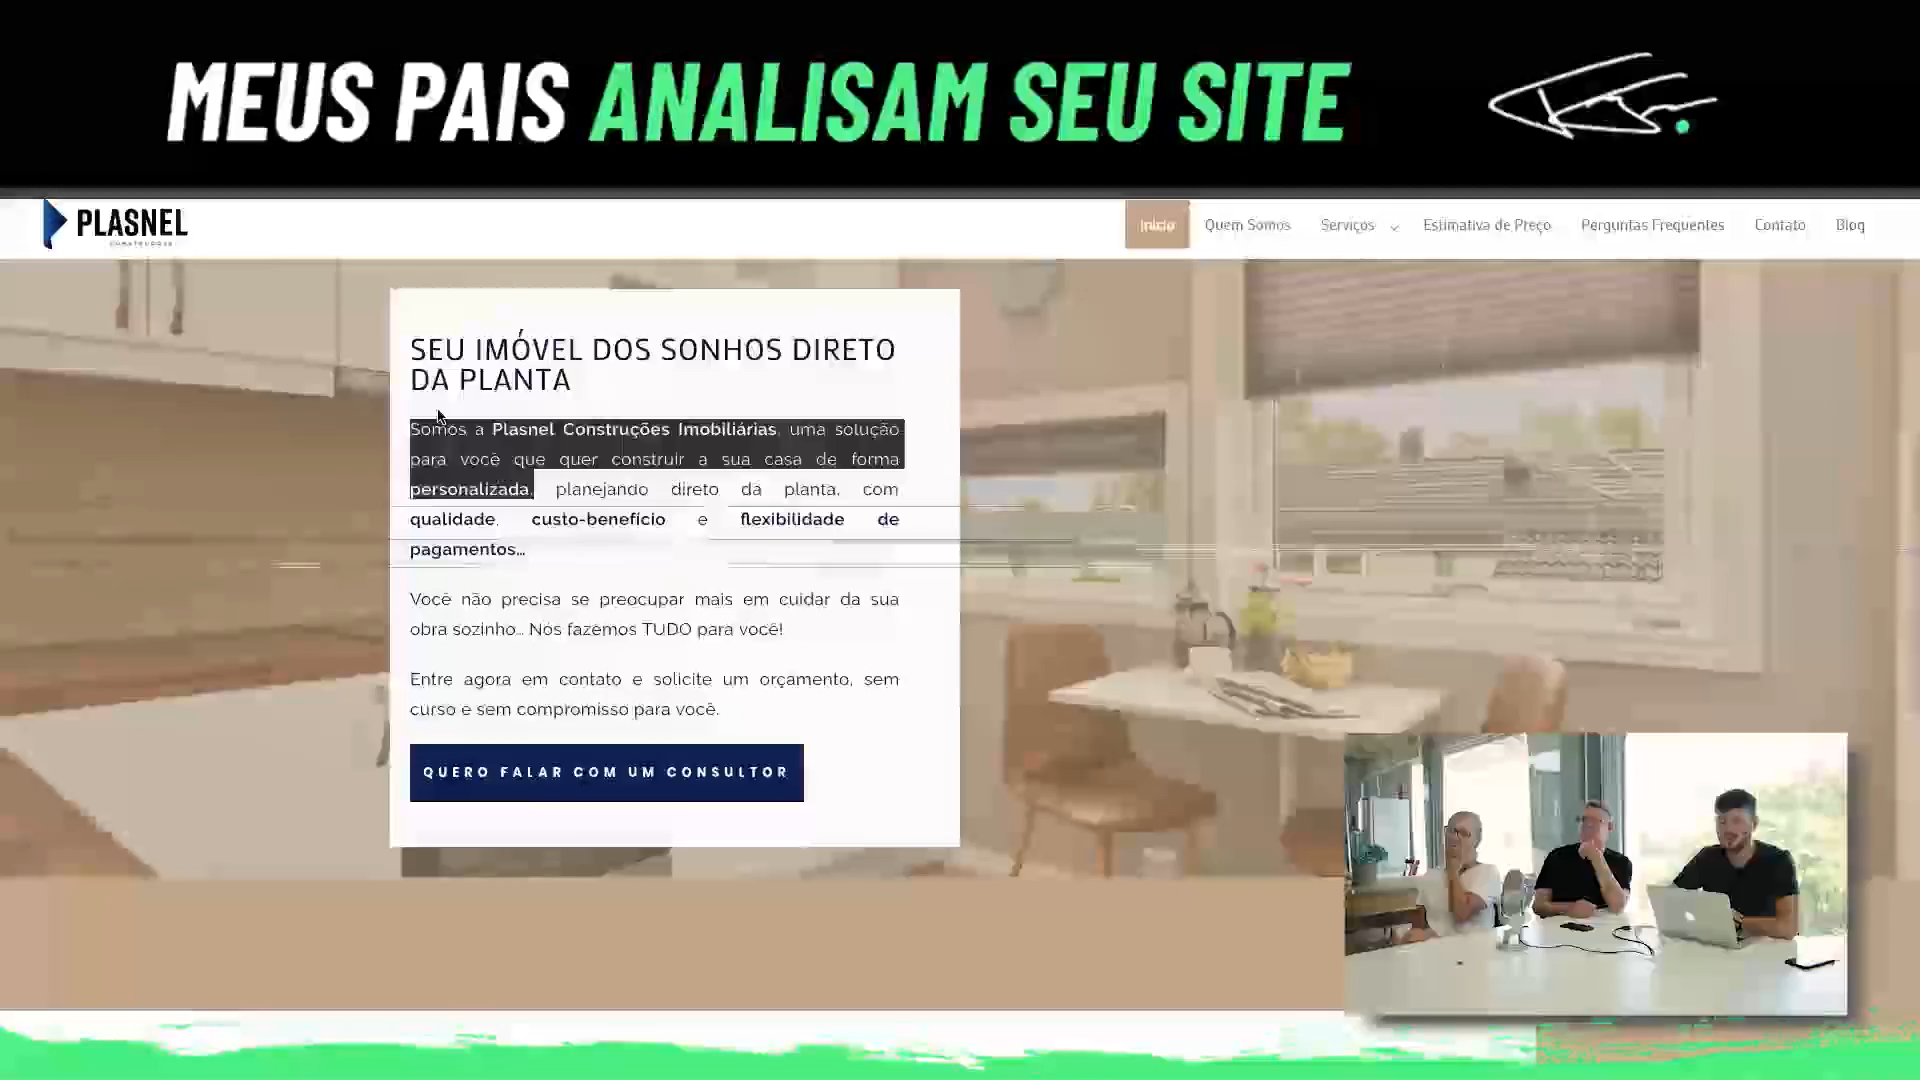 MEUS PAIS ANALISAM SEU SITE
PLASNEL
Início Quem Somos Serviços Estimativa de Preço Perguntas Frequentes Contato Blog
SEU IMÓVEL DOS SONHOS DIRETO
DA PLANTA
Somos a Plasnel Construções Imobiliárias, uma solução
para você que quer construir a sua casa de forma
personalizada, planejando direto da planta, com
qualidade, custo-benefício e flexibilidade de
pagamentos...
Você não precisa se preocupar mais em cuidar da sua
obra sozinho... Nós fazemos TUDO para você!
Entre agora em contato e solicite um orçamento, sem
curso e sem compromisso para você.
QUERO FALAR COM UM CONSULTOR